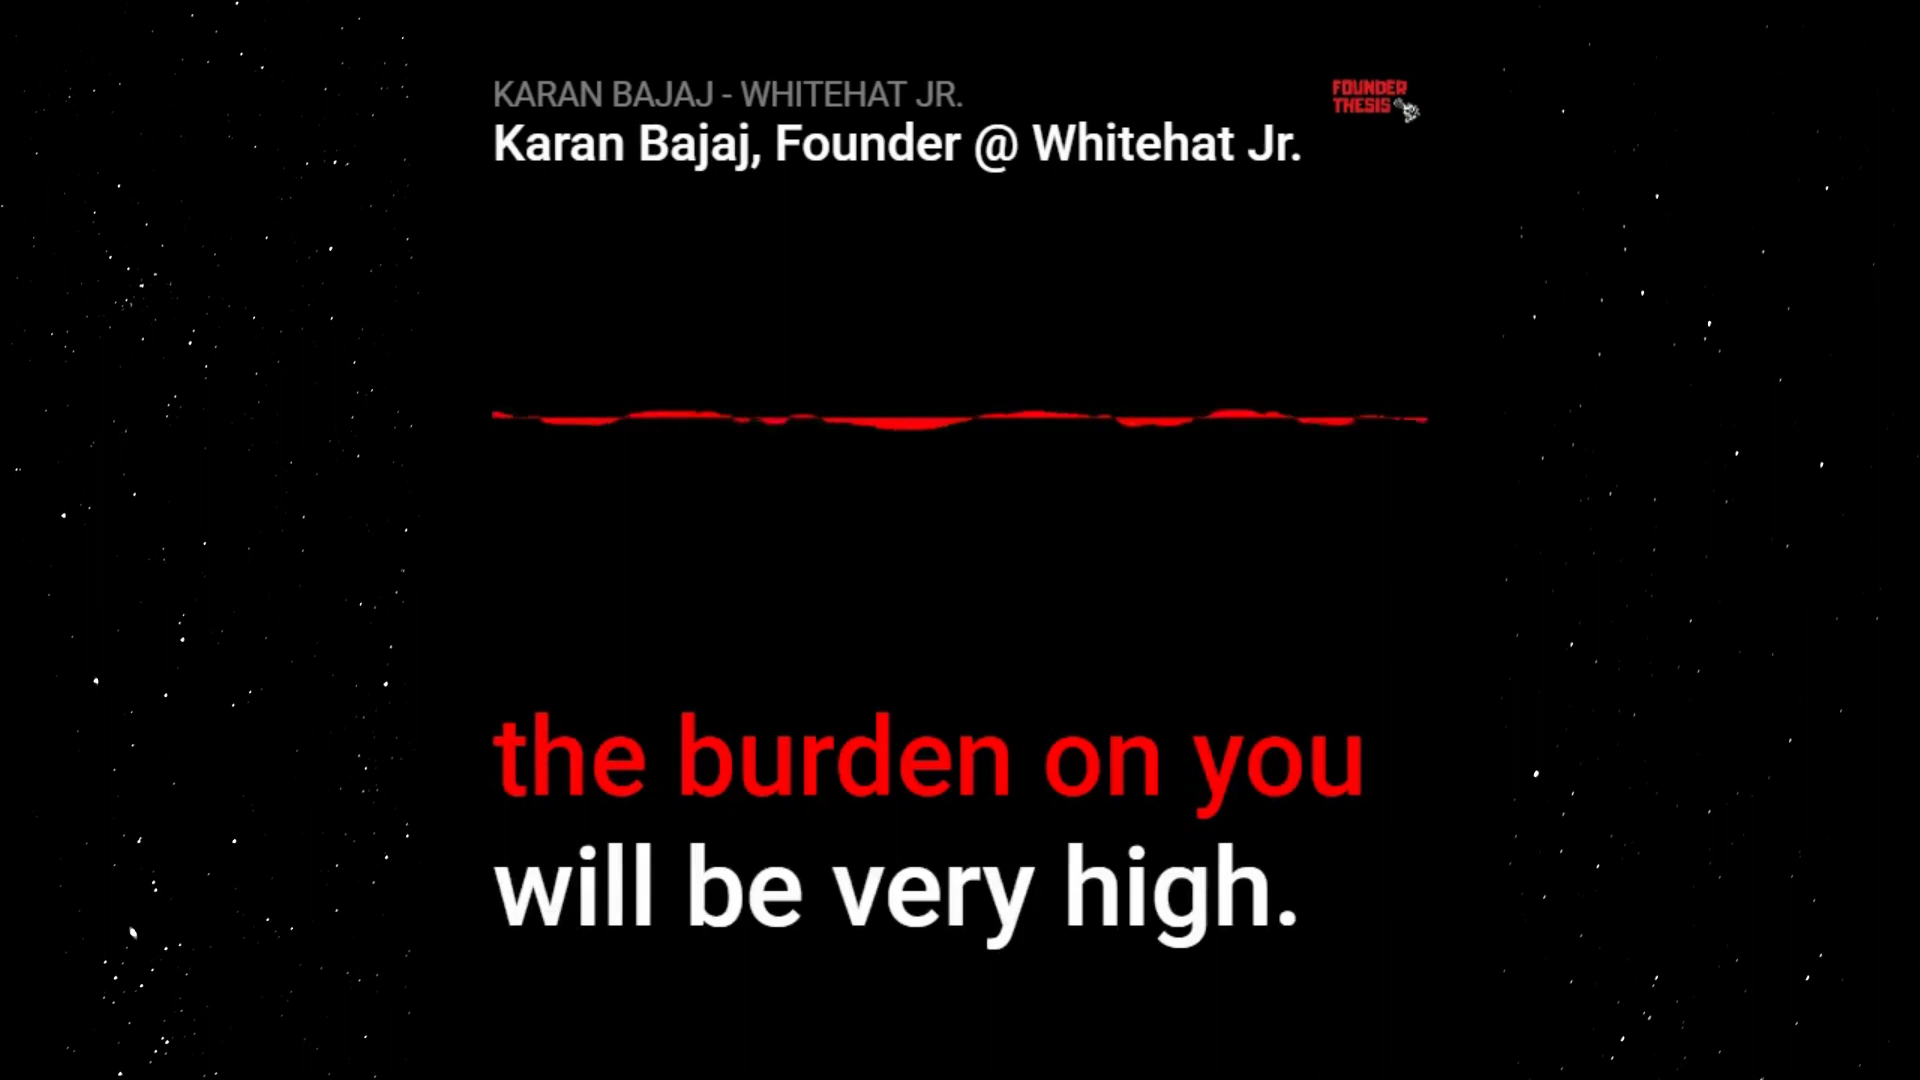 KARAN BAJAJ - WHITEHAT JR.
Karan Bajaj, Founder @ Whitehat Jr.
FOUNDER
THESIS
the burden on you
will be very high.